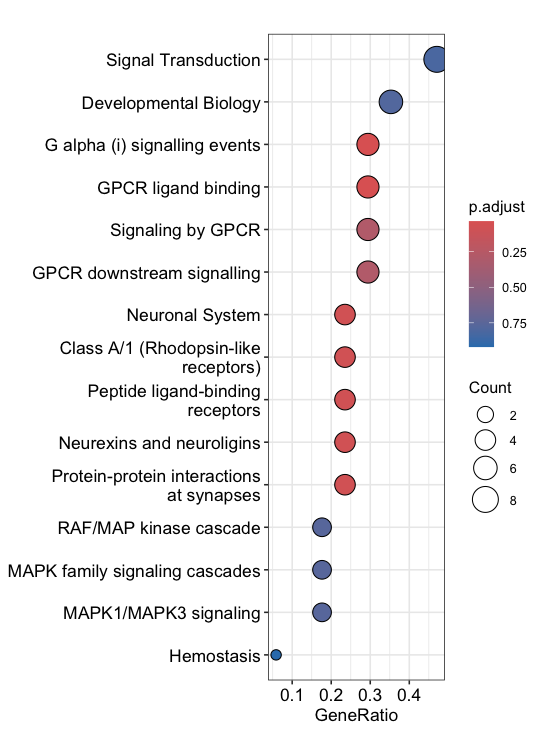 Signal Transduction
Developmental Biology
G alpha (i) signalling events
GPCR ligand binding
Signaling by GPCR
GPCR downstream signalling
Neuronal System
Class A/1 (Rhodopsin-like
receptors)
Peptide ligand-binding
receptors
Neurexins and neuroligins
Protein-protein interactions
at synapses
RAF/MAP kinase cascade
MAPK family signaling cascades
MAPK1/MAPK3 signaling
Hemostasis
0.1 0.2 0.3 0.4
GeneRatio
p.adjust
0.25
0.50
0.75
Count
2
4
6
8